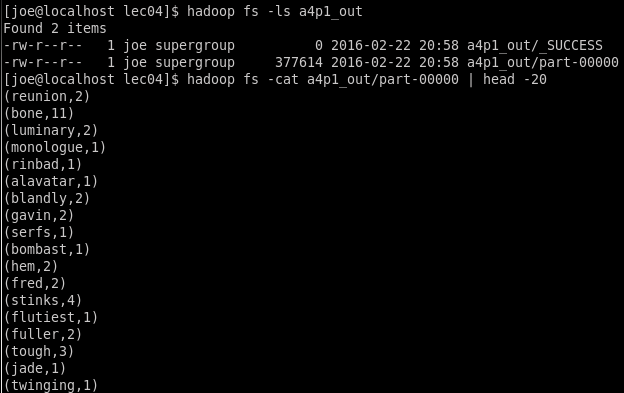 [joe@localhost lec04]$ hadoop fs -ls a4p1_out
Found 2 items
-rw-r--r--   1 joe supergroup          0 2016-02-22 20:58 a4p1_out/_SUCCESS
-rw-r--r--   1 joe supergroup     377614 2016-02-22 20:58 a4p1_out/part-00000
[joe@localhost lec04]$ hadoop fs -cat a4p1_out/part-00000 | head -20
(reunion,2)
(bone,11)
(luminary,2)
(monologue,1)
(rinbad,1)
(alavatar,1)
(blandly,2)
(gavin,2)
(serfs,1)
(bombast,1)
(hem,2)
(fred,2)
(stinks,4)
(flutiest,1)
(fuller,2)
(tough,3)
(jade,1)
(twinging,1)